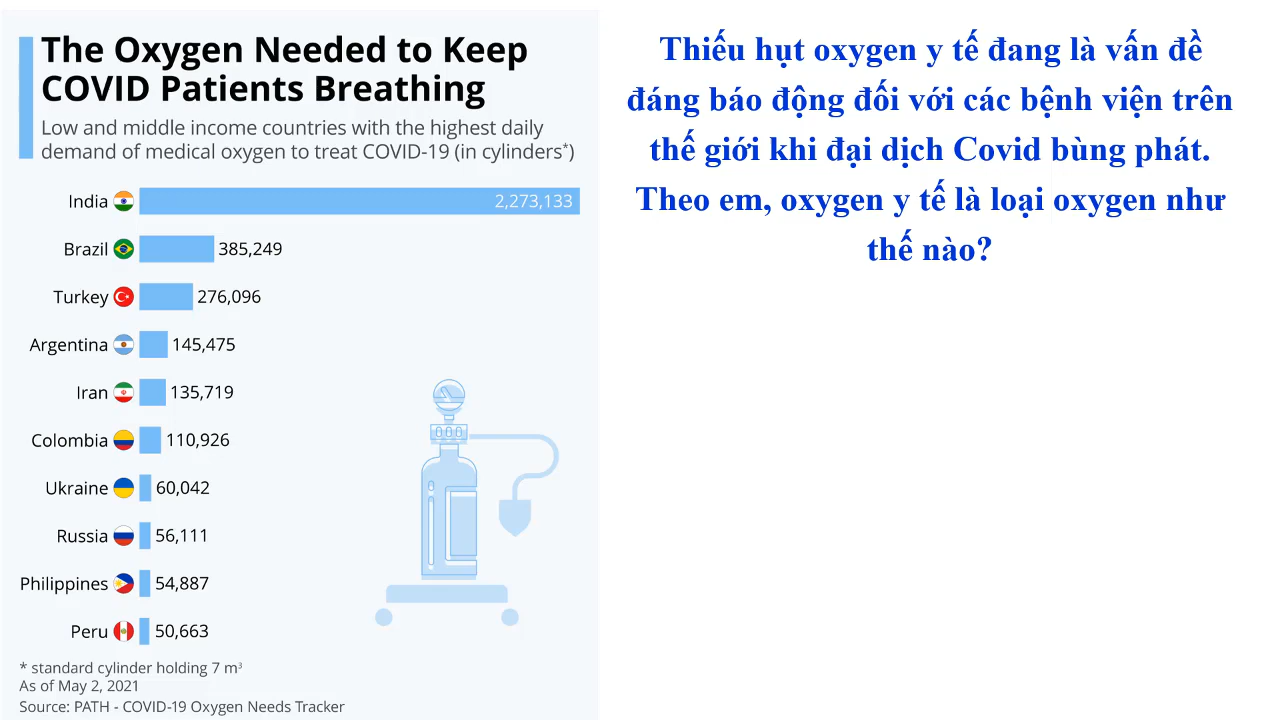 The Oxygen Needed to Keep
COVID Patients Breathing
Low and middle income countries with the highest daily
demand of medical oxygen to treat COVID-19 (in cylinders*)
India 2,273,133
Brazil 385,249
Turkey 276,096
Argentina 145,475
Iran 135,719
Colombia 110,926
Ukraine 60,042
Russia 56,111
Philippines 54,887
Peru 50,663
* standard cylinder holding 7 m³
As of May 2, 2021
Source: PATH - COVID-19 Oxygen Needs Tracker
Thiếu hụt oxygen y tế đang là vấn đề
đáng báo động đối với các bệnh viện trên
thế giới khi đại dịch Covid bùng phát.
Theo em, oxygen y tế là loại oxygen như
thế nào?